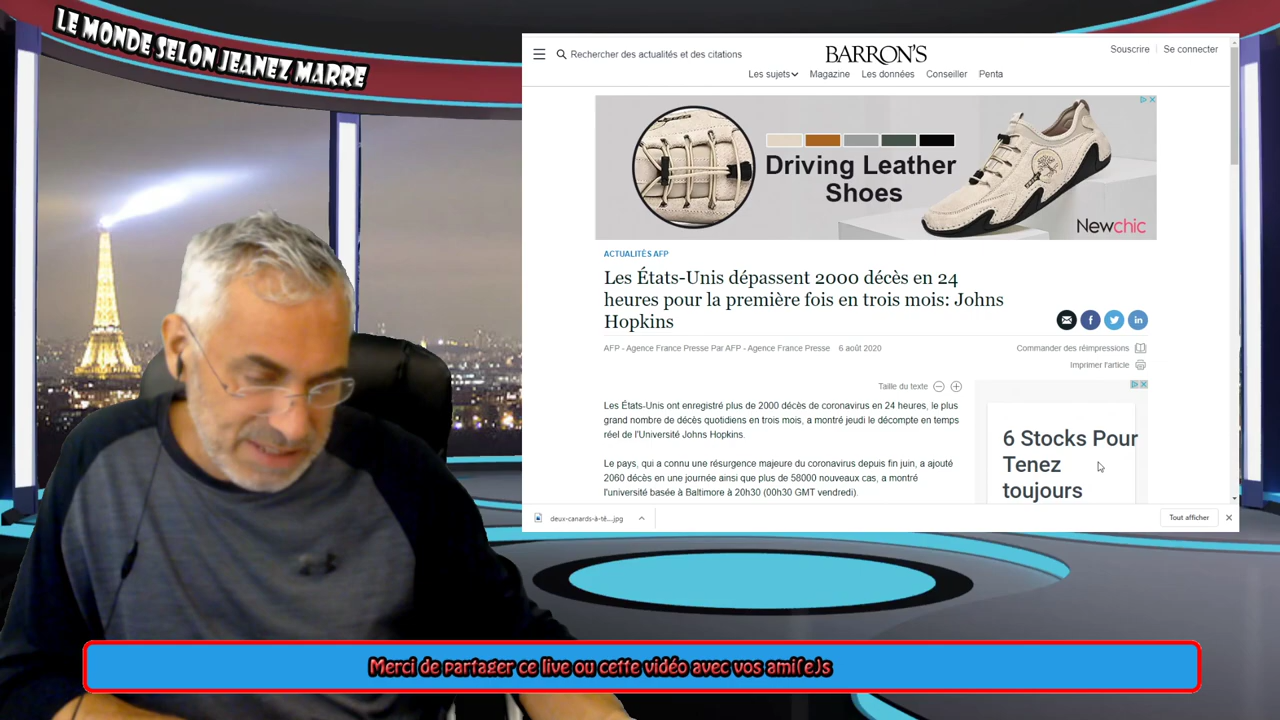 LE MONDE SELON JEANEZ MARRE
Rechercher des actualités et des citations
BARRON'S
Souscrire
Se connecter
Les sujets
Magazine
Les données
Conseiller
Penta
Driving Leather
Shoes
Newchic
ACTUALITÉS AFP
Les États-Unis dépassent 2000 décès en 24
heures pour la première fois en trois mois: Johns
Hopkins
AFP - Agence France Presse Par AFP - Agence France Presse 6 août 2020
Commander des réimpressions
Imprimer l'article
Taille du texte
Les États-Unis ont enregistré plus de 2000 décès de coronavirus en 24 heures, le plus
grand nombre de décès quotidiens en trois mois, a montré jeudi le décompte en temps
réel de l'Université Johns Hopkins.
Le pays, qui a connu une résurgence majeure du coronavirus depuis fin juin, a ajouté
2060 décès en une journée ainsi que plus de 58000 nouveaux cas, a montré
l'université basée à Baltimore à 20h30 (00h30 GMT vendredi).
6 Stocks Pour
Tenez
toujours
deux-canards-à-tê....jpg
Tout afficher
Merci de partager ce live ou cette vidéo avec vos ami(e)s